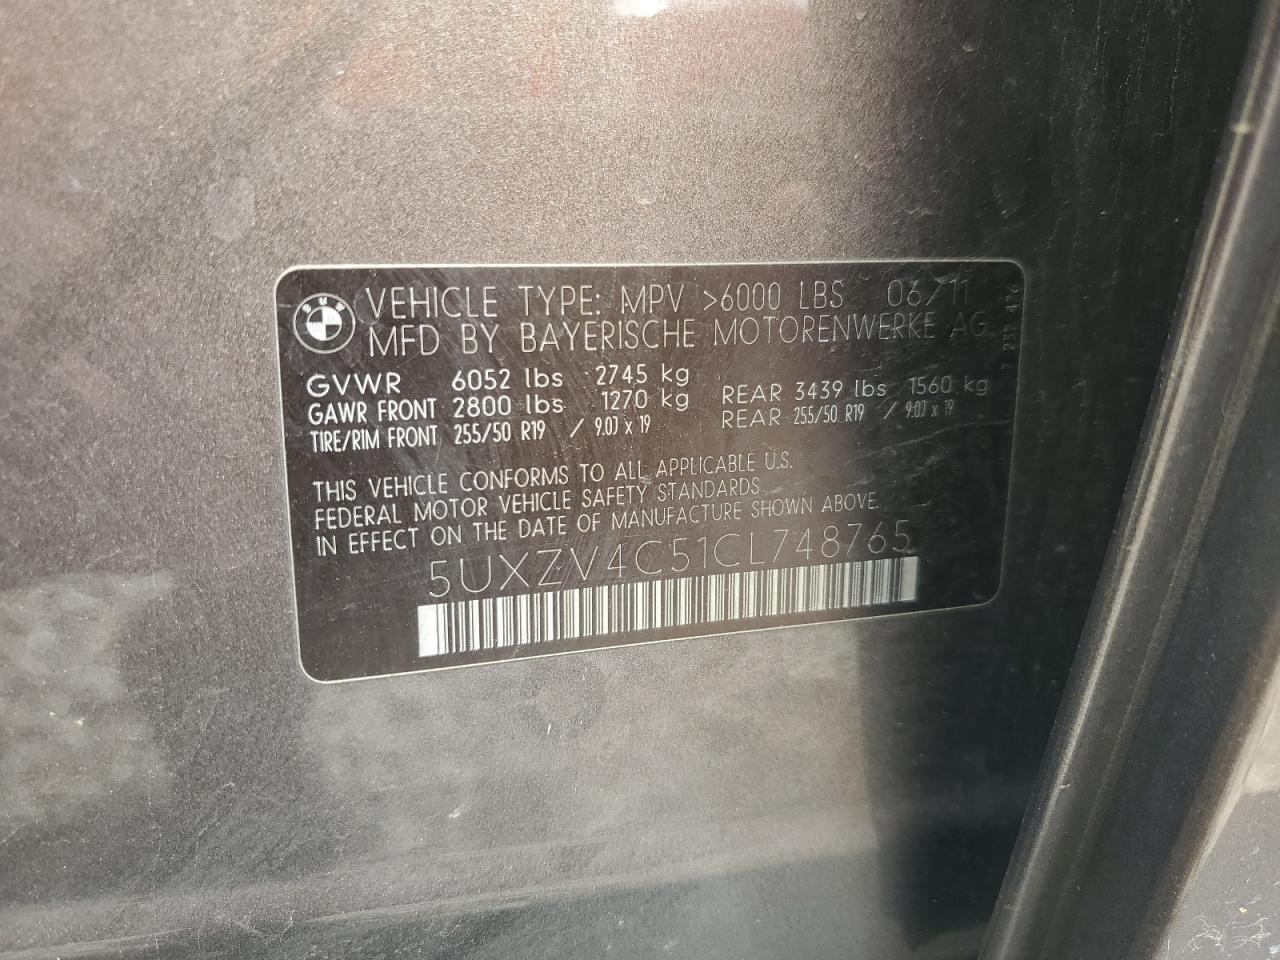 VEHICLE TYPE: MPV >6000 LBS 06/11
MFD BY BAYERISCHE MOTORENWERKE AG
GVWR 6052 lbs 2745 kg
GAWR FRONT 2800 lbs 1270 kg REAR 3439 lbs 1560 kg
TIRE/RIM FRONT 255/50 R19 / 9.0J x 19 REAR 255/50 R19 / 9.0J x 19
THIS VEHICLE CONFORMS TO ALL APPLICABLE U.S.
FEDERAL MOTOR VEHICLE SAFETY STANDARDS
IN EFFECT ON THE DATE OF MANUFACTURE SHOWN ABOVE.
5UXZV4C51CL748765
7 232 476